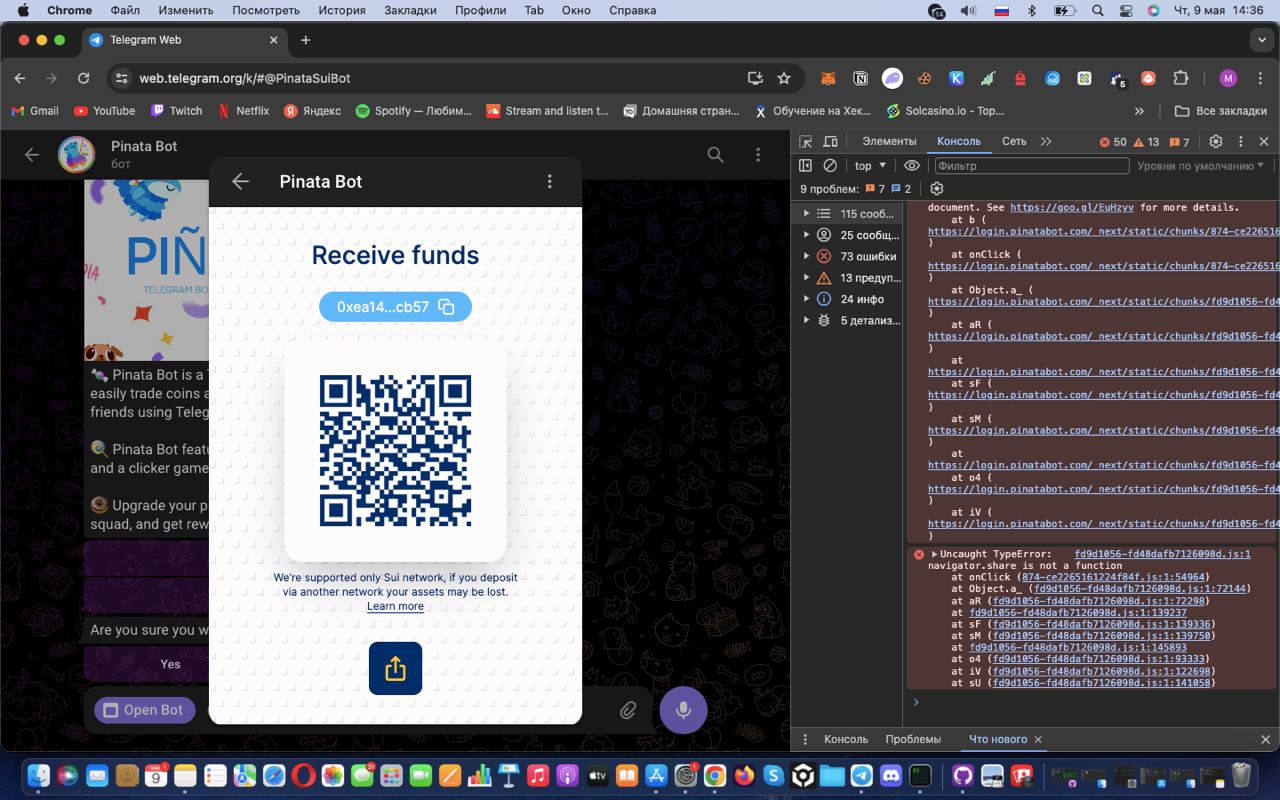 Chrome Файл Изменить Посмотреть История Закладки Профили Tab Окно Справка
14
Чт, 9 мая 14:36
Telegram Web
web.telegram.org/k/#@PinataSuiBot
5
M
Gmail YouTube Twitch Netflix Яндекс Spotify — Любим... Stream and listen t... Домашняя стран... Обучение на Хек... Solcasino.io - Top... » Все закладки
Pinata Bot
бот
PIÑ
TELEGRAM BO
🍬 Pinata Bot is a
easily trade coins a
friends using Teleg
🍭 Pinata Bot featu
and a clicker game
🍩 Upgrade your p
squad, and get rew
Are you sure you w
Yes
Open Bot
Pinata Bot
Receive funds
0xea14...cb57
We're supported only Sui network, if you deposit
via another network your assets may be lost.
Learn more
Элементы Консоль Сеть » 50 13 7
top Фильтр Уровни по умолчанию
9 проблем: 7 2
115 сооб...
25 сообщ...
73 ошибки
13 предуп...
24 инфо
5 детализ...
document. See https://goo.gl/EuHzyv for more details.
at b (
https://login.pinatabot.com/_next/static/chunks/874-ce226516
)
at onClick (
https://login.pinatabot.com/_next/static/chunks/874-ce226516
)
at Object.a_ (
https://login.pinatabot.com/_next/static/chunks/fd9d1056-fd4
)
at aR (
https://login.pinatabot.com/_next/static/chunks/fd9d1056-fd4
)
at
https://login.pinatabot.com/_next/static/chunks/fd9d1056-fd4
at sF (
https://login.pinatabot.com/_next/static/chunks/fd9d1056-fd4
)
at sM (
https://login.pinatabot.com/_next/static/chunks/fd9d1056-fd4
)
at
https://login.pinatabot.com/_next/static/chunks/fd9d1056-fd4
at o4 (
https://login.pinatabot.com/_next/static/chunks/fd9d1056-fd4
)
at iV (
https://login.pinatabot.com/_next/static/chunks/fd9d1056-fd4
)
Uncaught TypeError: fd9d1056-fd48dafb7126098d.js:1
navigator.share is not a function
at onClick (874-ce2265161224f84f.js:1:54964)
at Object.a_ (fd9d1056-fd48dafb7126098d.js:1:72144)
at aR (fd9d1056-fd48dafb7126098d.js:1:72298)
at fd9d1056-fd48dafb7126098d.js:1:139237
at sF (fd9d1056-fd48dafb7126098d.js:1:139336)
at sM (fd9d1056-fd48dafb7126098d.js:1:139750)
at fd9d1056-fd48dafb7126098d.js:1:145893
at o4 (fd9d1056-fd48dafb7126098d.js:1:93333)
at iV (fd9d1056-fd48dafb7126098d.js:1:122698)
at sU (fd9d1056-fd48dafb7126098d.js:1:141058)
Консоль Проблемы Что нового